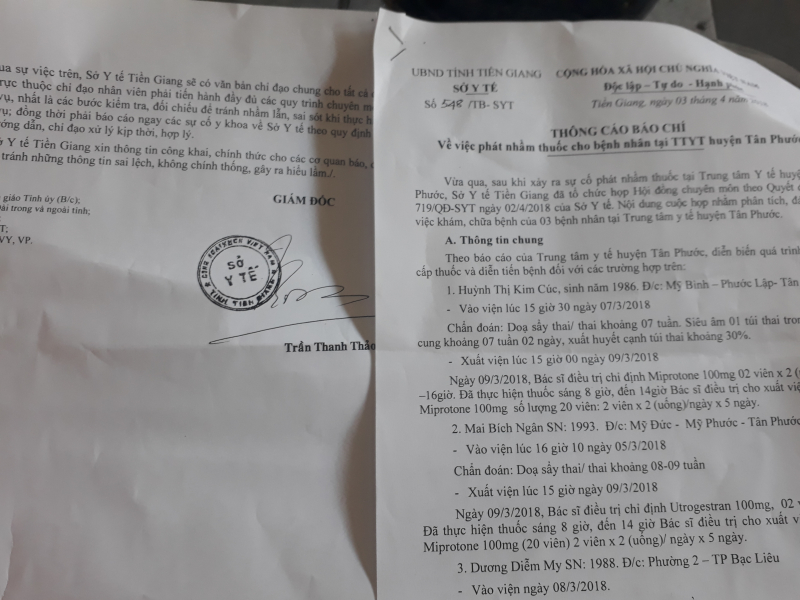 ua sự việc trên, Sở Y tế Tiền Giang sẽ có văn bản chỉ đạo chung cho tất cả
trực thuộc chỉ đạo nhân viên phải tiến hành đầy đủ các quy trình chuyên
vụ, nhất là các bước kiểm tra, đối chiếu để tránh nhầm lẫn, sai sót khi thực
vụ; đồng thời phải báo cáo ngay các sự cố y khoa về Sở Y tế theo quy định
ướng dẫn, chỉ đạo xử lý kịp thời, hợp lý.
Y tế Tiền Giang xin thông tin công khai, chính thức cho các cơ quan báo,
tránh những thông tin sai lệch, không chính thống, gây ra hiểu lầm./.
GIÁM ĐỐC
giáo Tỉnh ủy (B/c);
Đài trong và ngoài tỉnh;
T;
VY, VP.
SỞ
Y TẾ
TỈNH TIỀN GIANG
Trần Thanh Thảo
UBND TỈNH TIỀN GIANG
SỞ Y TẾ
Số 548 /TB- SYT
CỘNG HÒA XÃ HỘI CHỦ NGHĨA VIỆT NAM
Độc lập – Tự do - Hạnh
Tiền Giang, ngày 03 tháng 4 năm
THÔNG CÁO BÁO CHÍ
Về việc phát nhầm thuốc cho bệnh nhân tại TTYT huyện Tân Phước
Vừa qua, sau khi xảy ra sự cố phát nhầm thuốc tại Trung tâm Y tế huyện
Phước, Sở Y tế Tiền Giang đã tổ chức họp Hội đồng chuyên môn theo Quyết
719/QĐ-SYT ngày 02/4/2018 của Sở Y tế. Nội dung cuộc họp nhằm phân tích,
việc khám, chữa bệnh của 03 bệnh nhân tại Trung tâm y tế huyện Tân Phước.
A. Thông tin chung
Theo báo cáo của Trung tâm y tế huyện Tân Phước, diễn biến quá trình
cấp thuốc và diễn tiến bệnh đối với các trường hợp trên:
1. Huỳnh Thị Kim Cúc, sinh năm 1986. Đ/c: Mỹ Bình – Phước Lập- Tân
- Vào viện lúc 15 giờ 30 ngày 07/3/2018
Chẩn đoán: Doạ sẩy thai/ thai khoảng 07 tuần. Siêu âm 01 túi thai trong
cung khoảng 07 tuần 02 ngày, xuất huyết cạnh túi thai khoảng 30%.
- Xuất viện lúc 15 giờ 00 ngày 09/3/2018
Ngày 09/3/2018, Bác sĩ điều trị chỉ định Miprotone 100mg 02 viên x 2
–16giờ. Đã thực hiện thuốc sáng 8 giờ, đến 14giờ Bác sĩ điều trị cho xuất
Miprotone 100mg số lượng 20 viên: 2 viên x 2 (uống)/ngày x 5 ngày.
2. Mai Bích Ngân SN: 1993. Đ/c: Mỹ Đức - Mỹ Phước - Tân Phước
- Vào viện lúc 16 giờ 10 ngày 05/3/2018
Chẩn đoán: Doạ sẩy thai/ thai khoảng 08-09 tuần
- Xuất viện lúc 15 giờ ngày 09/3/2018
Ngày 09/3/2018, Bác sĩ điều trị chỉ định Utrogestran 100mg, 02
Đã thực hiện thuốc sáng 8 giờ, đến 14 giờ Bác sĩ điều trị cho xuất
Miprotone 100mg (20 viên) 2 viên x 2 (uống)/ ngày x 5 ngày.
3. Dương Diễm My SN: 1988. Đ/c: Phường 2 – TP Bạc Liêu
- Vào viện ngày 08/3/2018.